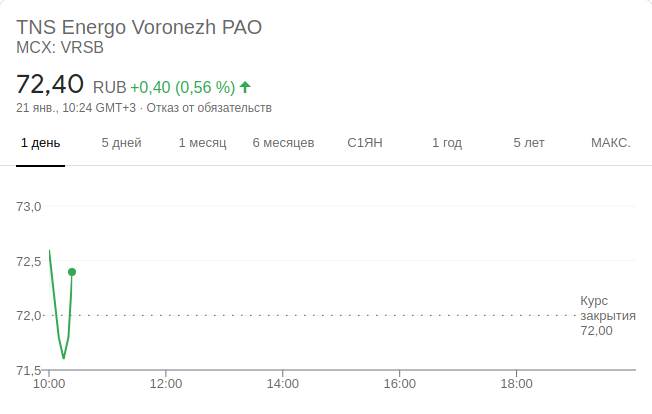 TNS Energo Voronezh PAO
MCX: VRSB
72,40 RUB +0,40 (0,56 %)
21 янв., 10:24 GMT+3 · Отказ от обязательств
1 день 5 дней 1 месяц 6 месяцев С1ЯН 1 год 5 лет МАКС.
73,0
72,5
72,0
71,5
Курс
закрытия
72,00
10:00 12:00 14:00 16:00 18:00